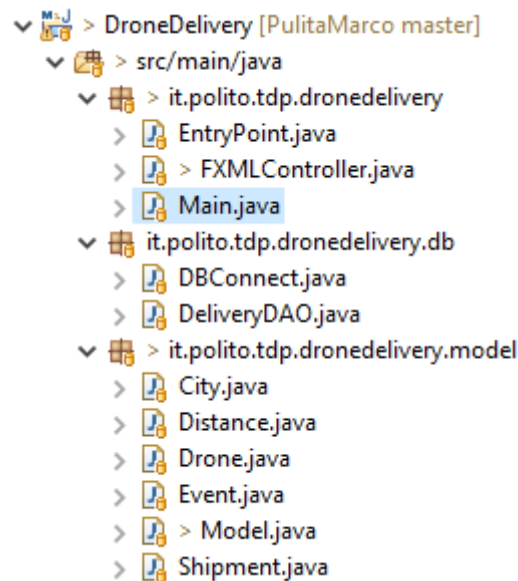 > DroneDelivery [PulitaMarco master]
> src/main/java
> it.polito.tdp.dronedelivery
EntryPoint.java
> FXMLController.java
Main.java
it.polito.tdp.dronedelivery.db
DBConnect.java
DeliveryDAO.java
> it.polito.tdp.dronedelivery.model
City.java
Distance.java
Drone.java
Event.java
> Model.java
Shipment.java